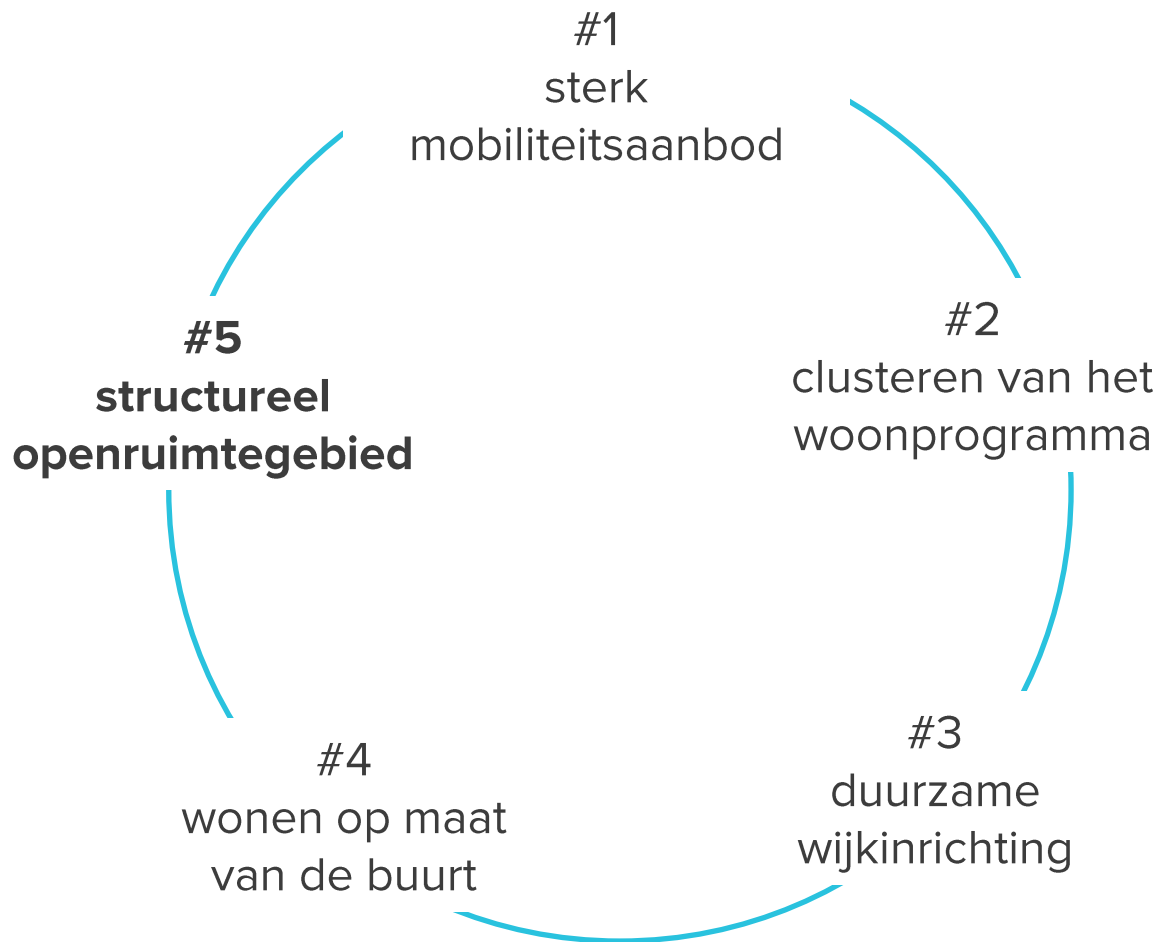 #1
sterk
mobiliteitsaanbod
#2
clusteren van het
woonprogramma
#3
duurzame
wijkinrichting
#4
wonen op maat
van de buurt
#5
structureel
openruimtegebied